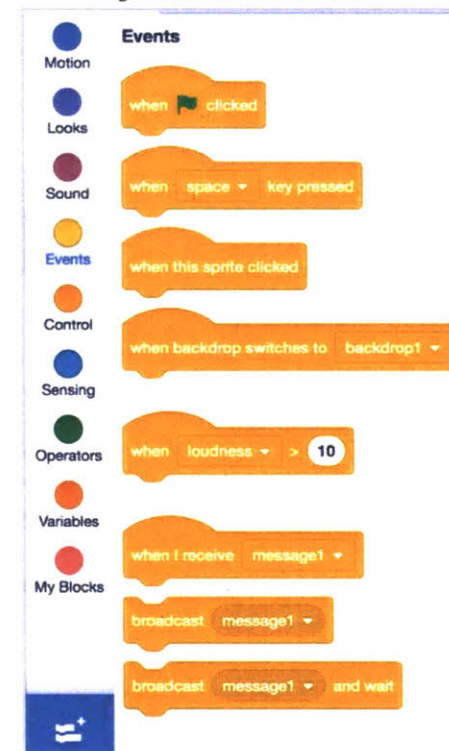 Events
Motion
when clicked
Looks
when space key pressed
Sound
when this sprite clicked
Events
Control
when backdrop switches to backdrop1
Sensing
when loudness > 10
Operators
Variables
when I receive message1
My Blocks
broadcast message1
broadcast message1 and wait